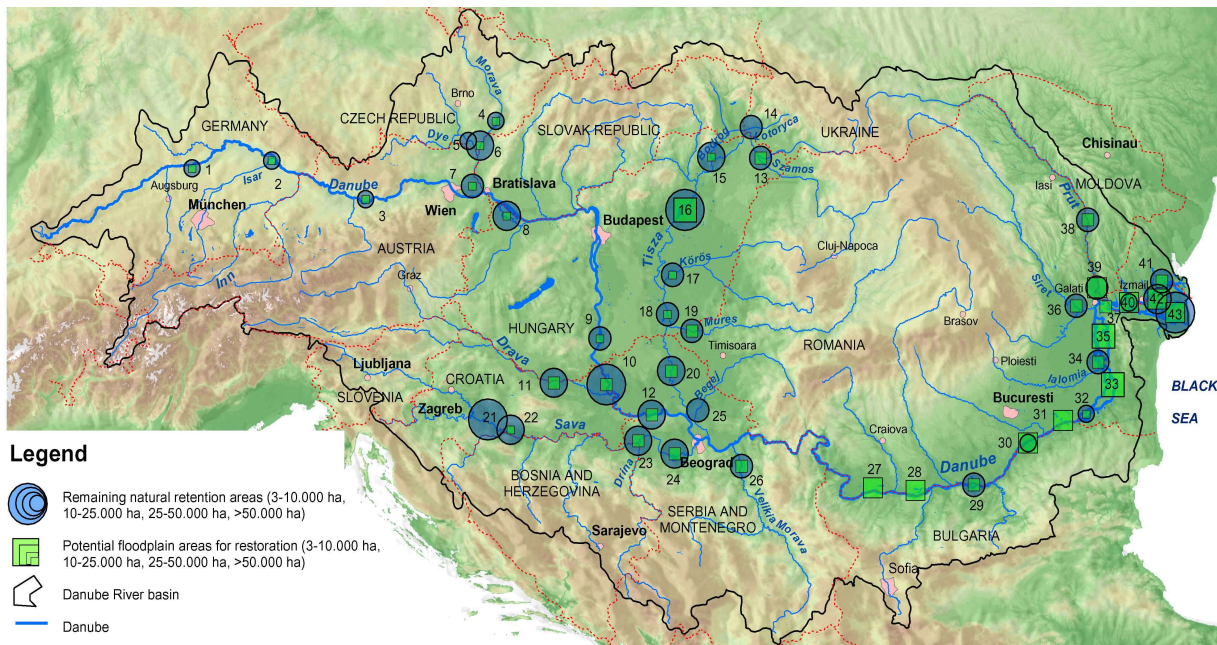 Morava
Brno
4
14
CZECH REPUBLIC
GERMANY
SLOVAK REPUBLIC
Latoryca
UKRAINE
Chisinau
Dye
5
6
Bodrog
15
13
Szamos
1
2
Isar
Iasi
MOLDOVA
Prut
Augsburg
Danube
7
Bratislava
München
3
Wien
8
Budapest
16
38
AUSTRIA
Tisza
Cluj-Napoca
Inn
Graz
Körös
17
39
41
Siret
Galati
Izmail
40
42
43
36
37
18
19
Mures
HUNGARY
9
Brasov
35
Drava
Timisoara
ROMANIA
Ljubljana
10
20
Ploiesti
34
Ialomia
CROATIA
11
Begej
33
BLACK
SLOVENIA
Zagreb
21
22
12
25
Bucuresti
32
SEA
Sava
31
Craiova
30
Legend
23
24
Beograd
26
27
28
Danube
29
BOSNIA AND
HERZEGOVINA
Drina
Velikia Morava
SERBIA AND
MONTENEGRO
Sarajevo
BULGARIA
Sofia
Remaining natural retention areas (3-10.000 ha,
10-25.000 ha, 25-50.000 ha, >50.000 ha)
Potential floodplain areas for restoration (3-10.000 ha,
10-25.000 ha, 25-50.000 ha, >50.000 ha)
Danube River basin
Danube